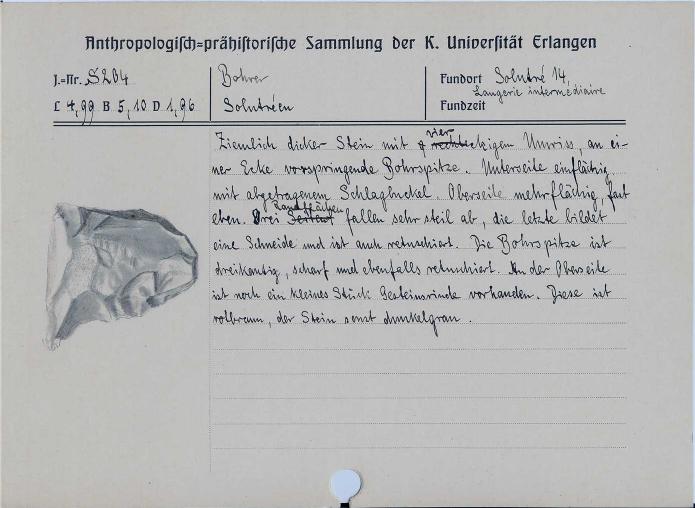 Anthropologisch=prähistorische Sammlung der K. Universität Erlangen
J.=Nr. S204
Bohrer
Fundort Solutré 14,
Laugerie intermédiaire
L 4,99 B 5,10 D 1,96
Solutréen
Fundzeit
Ziemlich dicker Stein mit viereckigem Umriss, an ei-
ner Ecke vorspringende Bohrspitze. Unterseite einflächig
mit abgetragenem Schlagbuckel. Oberseite mehrflächig, fast
eben. Drei Randflächen fallen sehr steil ab, die letzte bildet
eine Schneide und ist auch retuschiert. Die Bohrspitze ist
dreikantig, scharf und ebenfalls retuschiert. An der Oberseite
ist noch ein kleines Stück Gesteinsrinde vorhanden. Diese ist
rotbraun, der Stein sonst dunkelgrau.